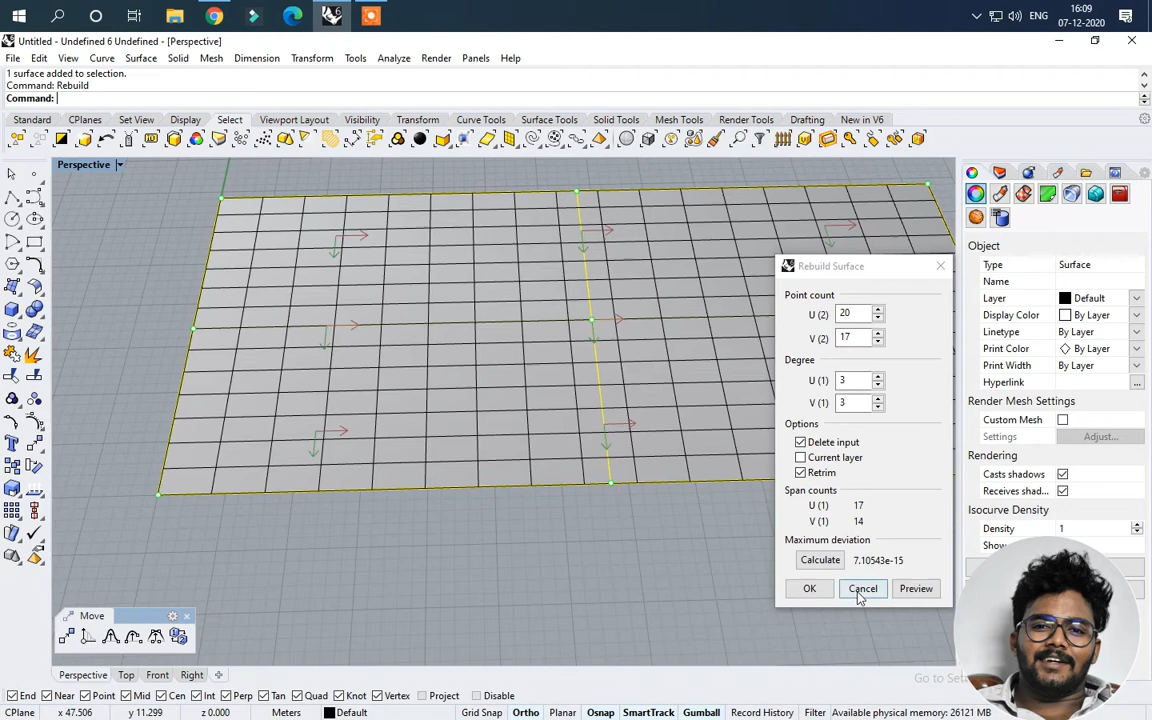 ENG
16:09
07-12-2020
Untitled - Undefined 6 Undefined - [Perspective]
File Edit View Curve Surface Solid Mesh Dimension Transform Tools Analyze Render Panels Help
1 surface added to selection.
Command: Rebuild
Command:
Standard CPlanes Set View Display Select Viewport Layout Visibility Transform Curve Tools Surface Tools Solid Tools Mesh Tools Render Tools Drafting New in V6
Perspective
Rebuild Surface
Point count
U (2) 20
V (2) 17
Degree
U (1) 3
V (1) 3
Options
Delete input
Current layer
Retrim
Span counts
U (1) 17
V (1) 14
Maximum deviation
Calculate 7.10543e-15
OK Cancel Preview
Object
Type Surface
Name
Layer Default
Display Color By Layer
Linetype By Layer
Print Color By Layer
Print Width By Layer
Hyperlink ...
Render Mesh Settings
Custom Mesh
Settings Adjust...
Rendering
Casts shadows
Receives shad...
Isocurve Density
Density 1
Move
Perspective Top Front Right
End Near Point Mid Cen Int Perp Tan Quad Knot Vertex Project Disable
CPlane x 47.506 y 11.299 z 0.000 Meters Default Grid Snap Ortho Planar Osnap SmartTrack Gumball Record History Filter Available physical memory: 26121 MB